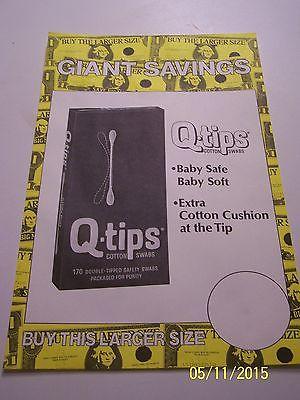 BUY THE LARGER SIZE
GIANT SAVINGS
Q-tips
COTTON SWABS
•Baby Safe
Baby Soft
•Extra
Cotton Cushion
at the Tip
Q-tips
Q-tips®
COTTON SWABS
170 DOUBLE-TIPPED SAFETY SWABS
PACKAGED FOR PURITY
BUY THIS LARGER SIZE
05/11/2015